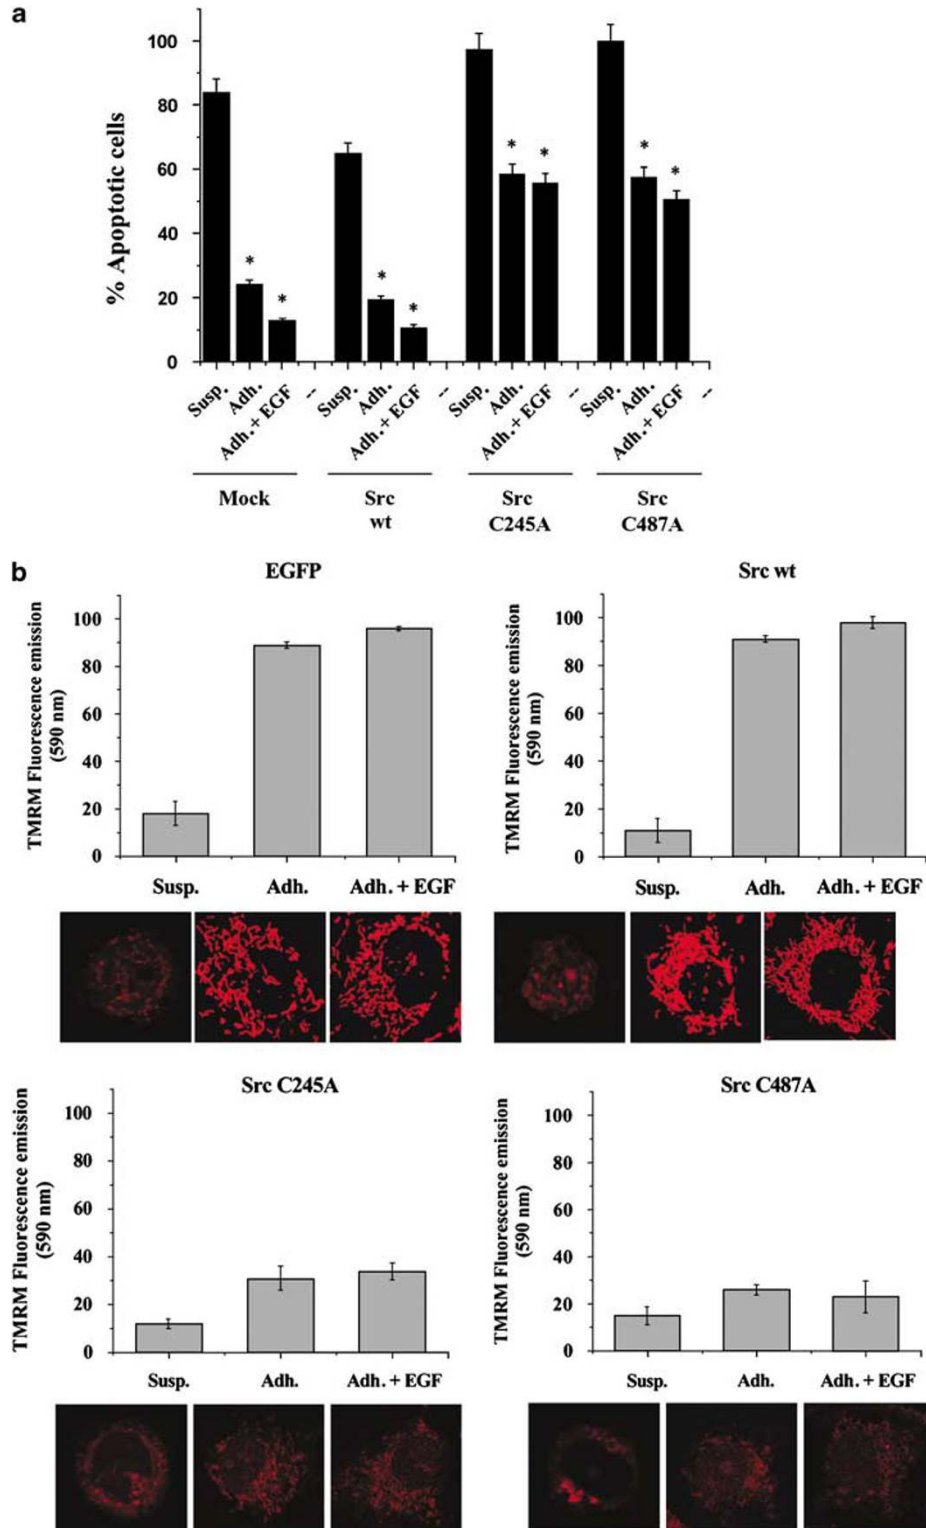 a
% Apoptotic cells
100
80
60
40
20
0
* * * * * * * *
Susp. Adh. Adh. + EGF -- Susp. Adh. Adh. + EGF -- Susp. Adh. Adh. + EGF -- Susp. Adh. Adh. + EGF --
Mock Src wt Src C245A Src C487A
b
EGFP
TMRM Fluorescence emission
(590 nm)
100
80
60
40
20
0
Susp. Adh. Adh. + EGF
Src wt
TMRM Fluorescence emission
(590 nm)
100
80
60
40
20
0
Susp. Adh. Adh. + EGF
Src C245A
TMRM Fluorescence emission
(590 nm)
100
80
60
40
20
0
Susp. Adh. Adh. + EGF
Src C487A
TMRM Fluorescence emission
(590 nm)
100
80
60
40
20
0
Susp. Adh. Adh. + EGF